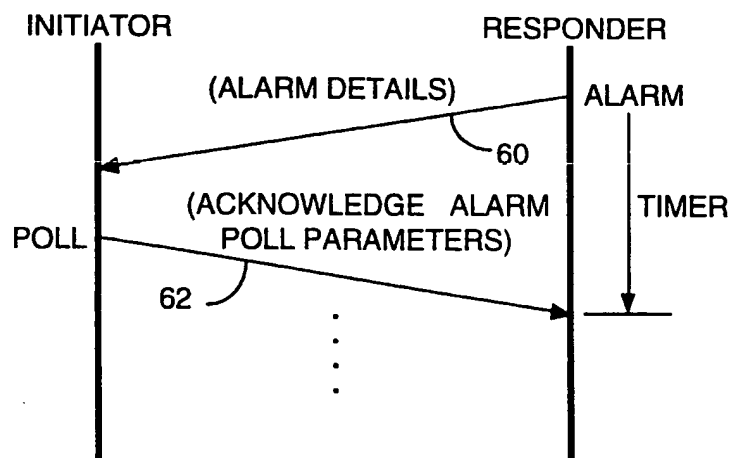 INITIATOR
RESPONDER
(ALARM DETAILS)
ALARM
60
(ACKNOWLEDGE ALARM
POLL PARAMETERS)
TIMER
POLL
62